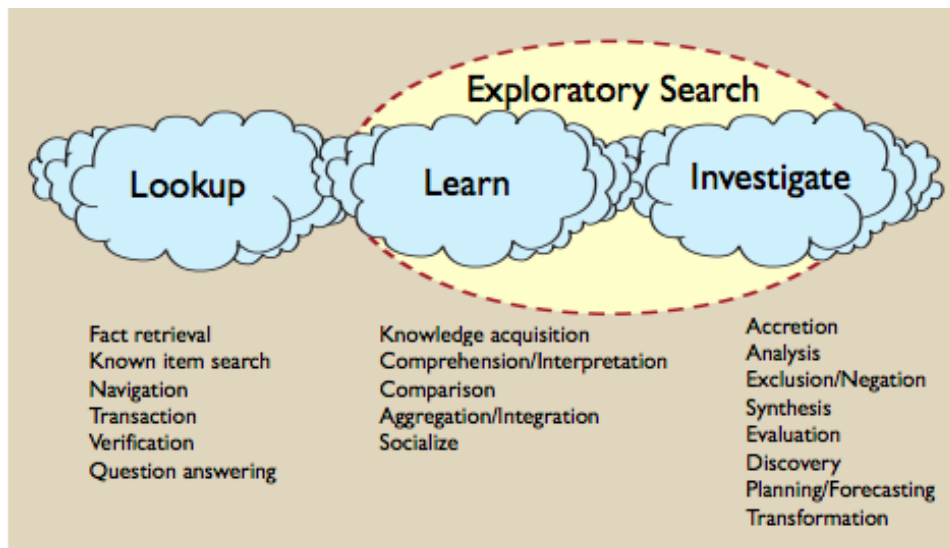 Exploratory Search
Lookup
Learn
Investigate
Fact retrieval
Known item search
Navigation
Transaction
Verification
Question answering
Knowledge acquisition
Comprehension/Interpretation
Comparison
Aggregation/Integration
Socialize
Accretion
Analysis
Exclusion/Negation
Synthesis
Evaluation
Discovery
Planning/Forecasting
Transformation